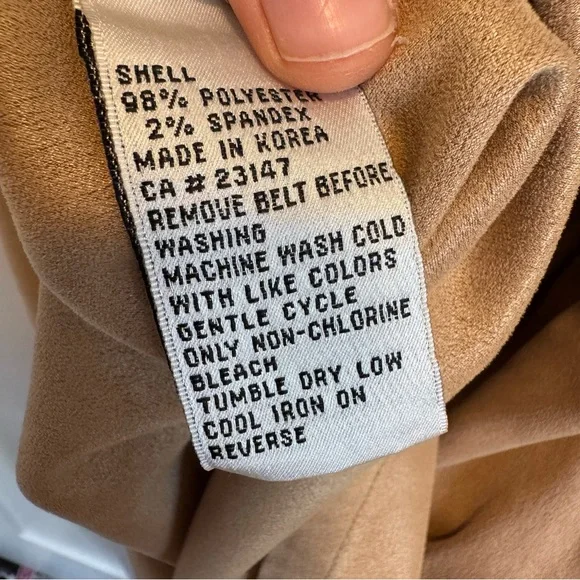 SHELL
98% POLYESTER
2% SPANDEX
MADE IN KOREA
CA # 23147
REMOVE BELT BEFORE
WASHING
MACHINE WASH COLD
WITH LIKE COLORS
GENTLE CYCLE
ONLY NON-CHLORINE
BLEACH
TUMBLE DRY LOW
COOL IRON ON
REVERSE